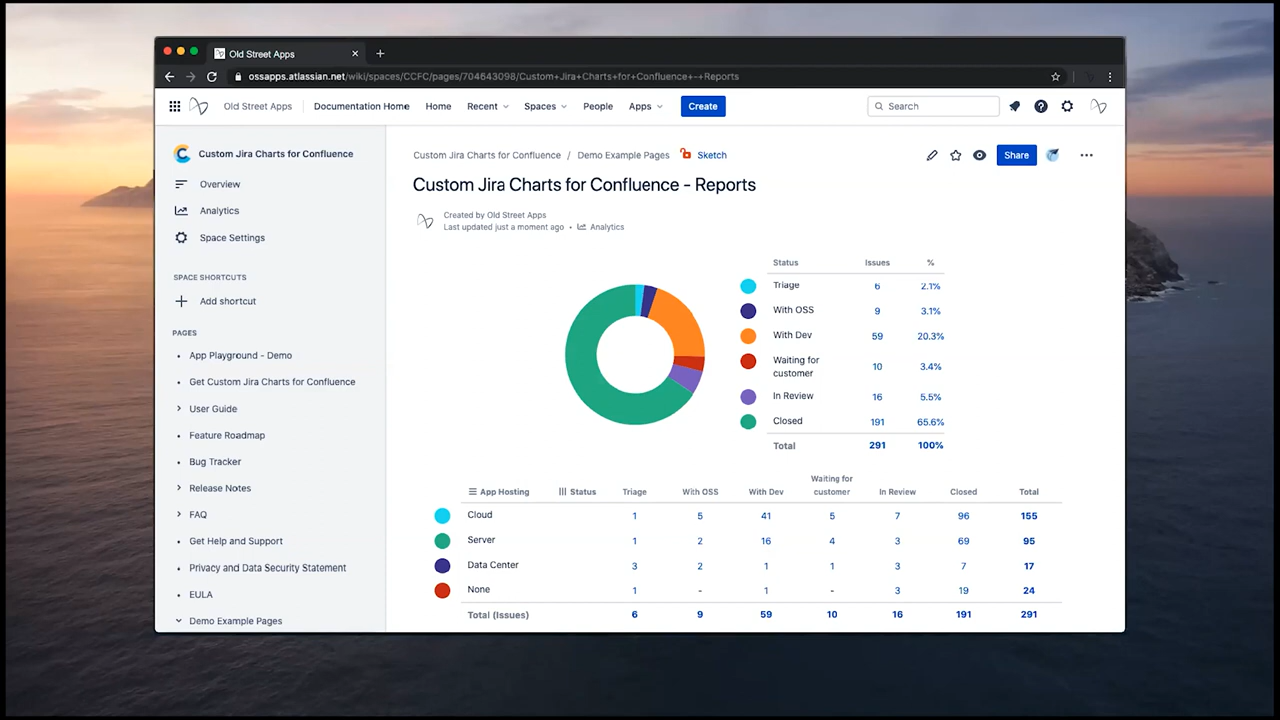 Old Street Apps
ossapps.atlassian.net/wiki/spaces/CCFC/pages/704643098/Custom+Jira+Charts+for+Confluence+-+Reports
Old Street Apps Documentation Home Home Recent Spaces People Apps Create Search
Custom Jira Charts for Confluence
Overview
Analytics
Space Settings
SPACE SHORTCUTS
Add shortcut
PAGES
App Playground - Demo
Get Custom Jira Charts for Confluence
User Guide
Feature Roadmap
Bug Tracker
Release Notes
FAQ
Get Help and Support
Privacy and Data Security Statement
EULA
Demo Example Pages
Custom Jira Charts for Confluence / Demo Example Pages Sketch Share
Custom Jira Charts for Confluence - Reports
Created by Old Street Apps
Last updated just a moment ago • Analytics
Status Issues %
Triage 6 2.1%
With OSS 9 3.1%
With Dev 59 20.3%
Waiting for
customer 10 3.4%
In Review 16 5.5%
Closed 191 65.6%
Total 291 100%
App Hosting Status Triage With OSS With Dev Waiting for customer In Review Closed Total
Cloud 1 5 41 5 7 96 155
Server 1 2 16 4 3 69 95
Data Center 3 2 1 1 3 7 17
None 1 - 1 - 3 19 24
Total (Issues) 6 9 59 10 16 191 291